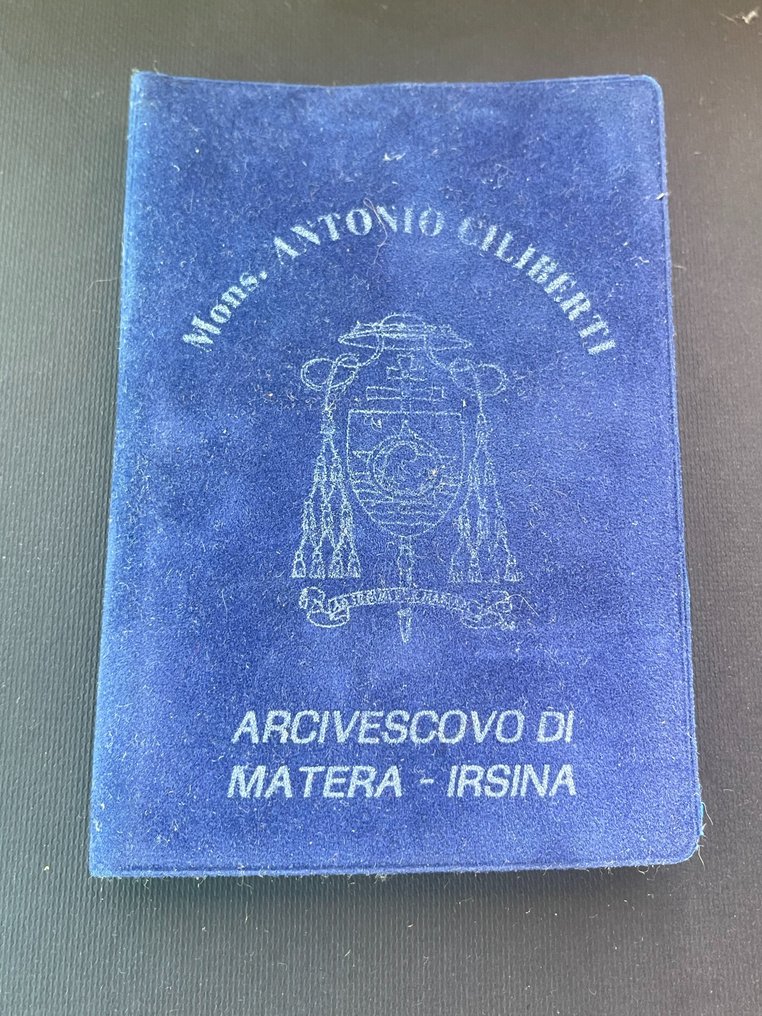 Mons. ANTONIO CILIBERTI
ARCIVESCOVO DI
MATERA - IRSINA